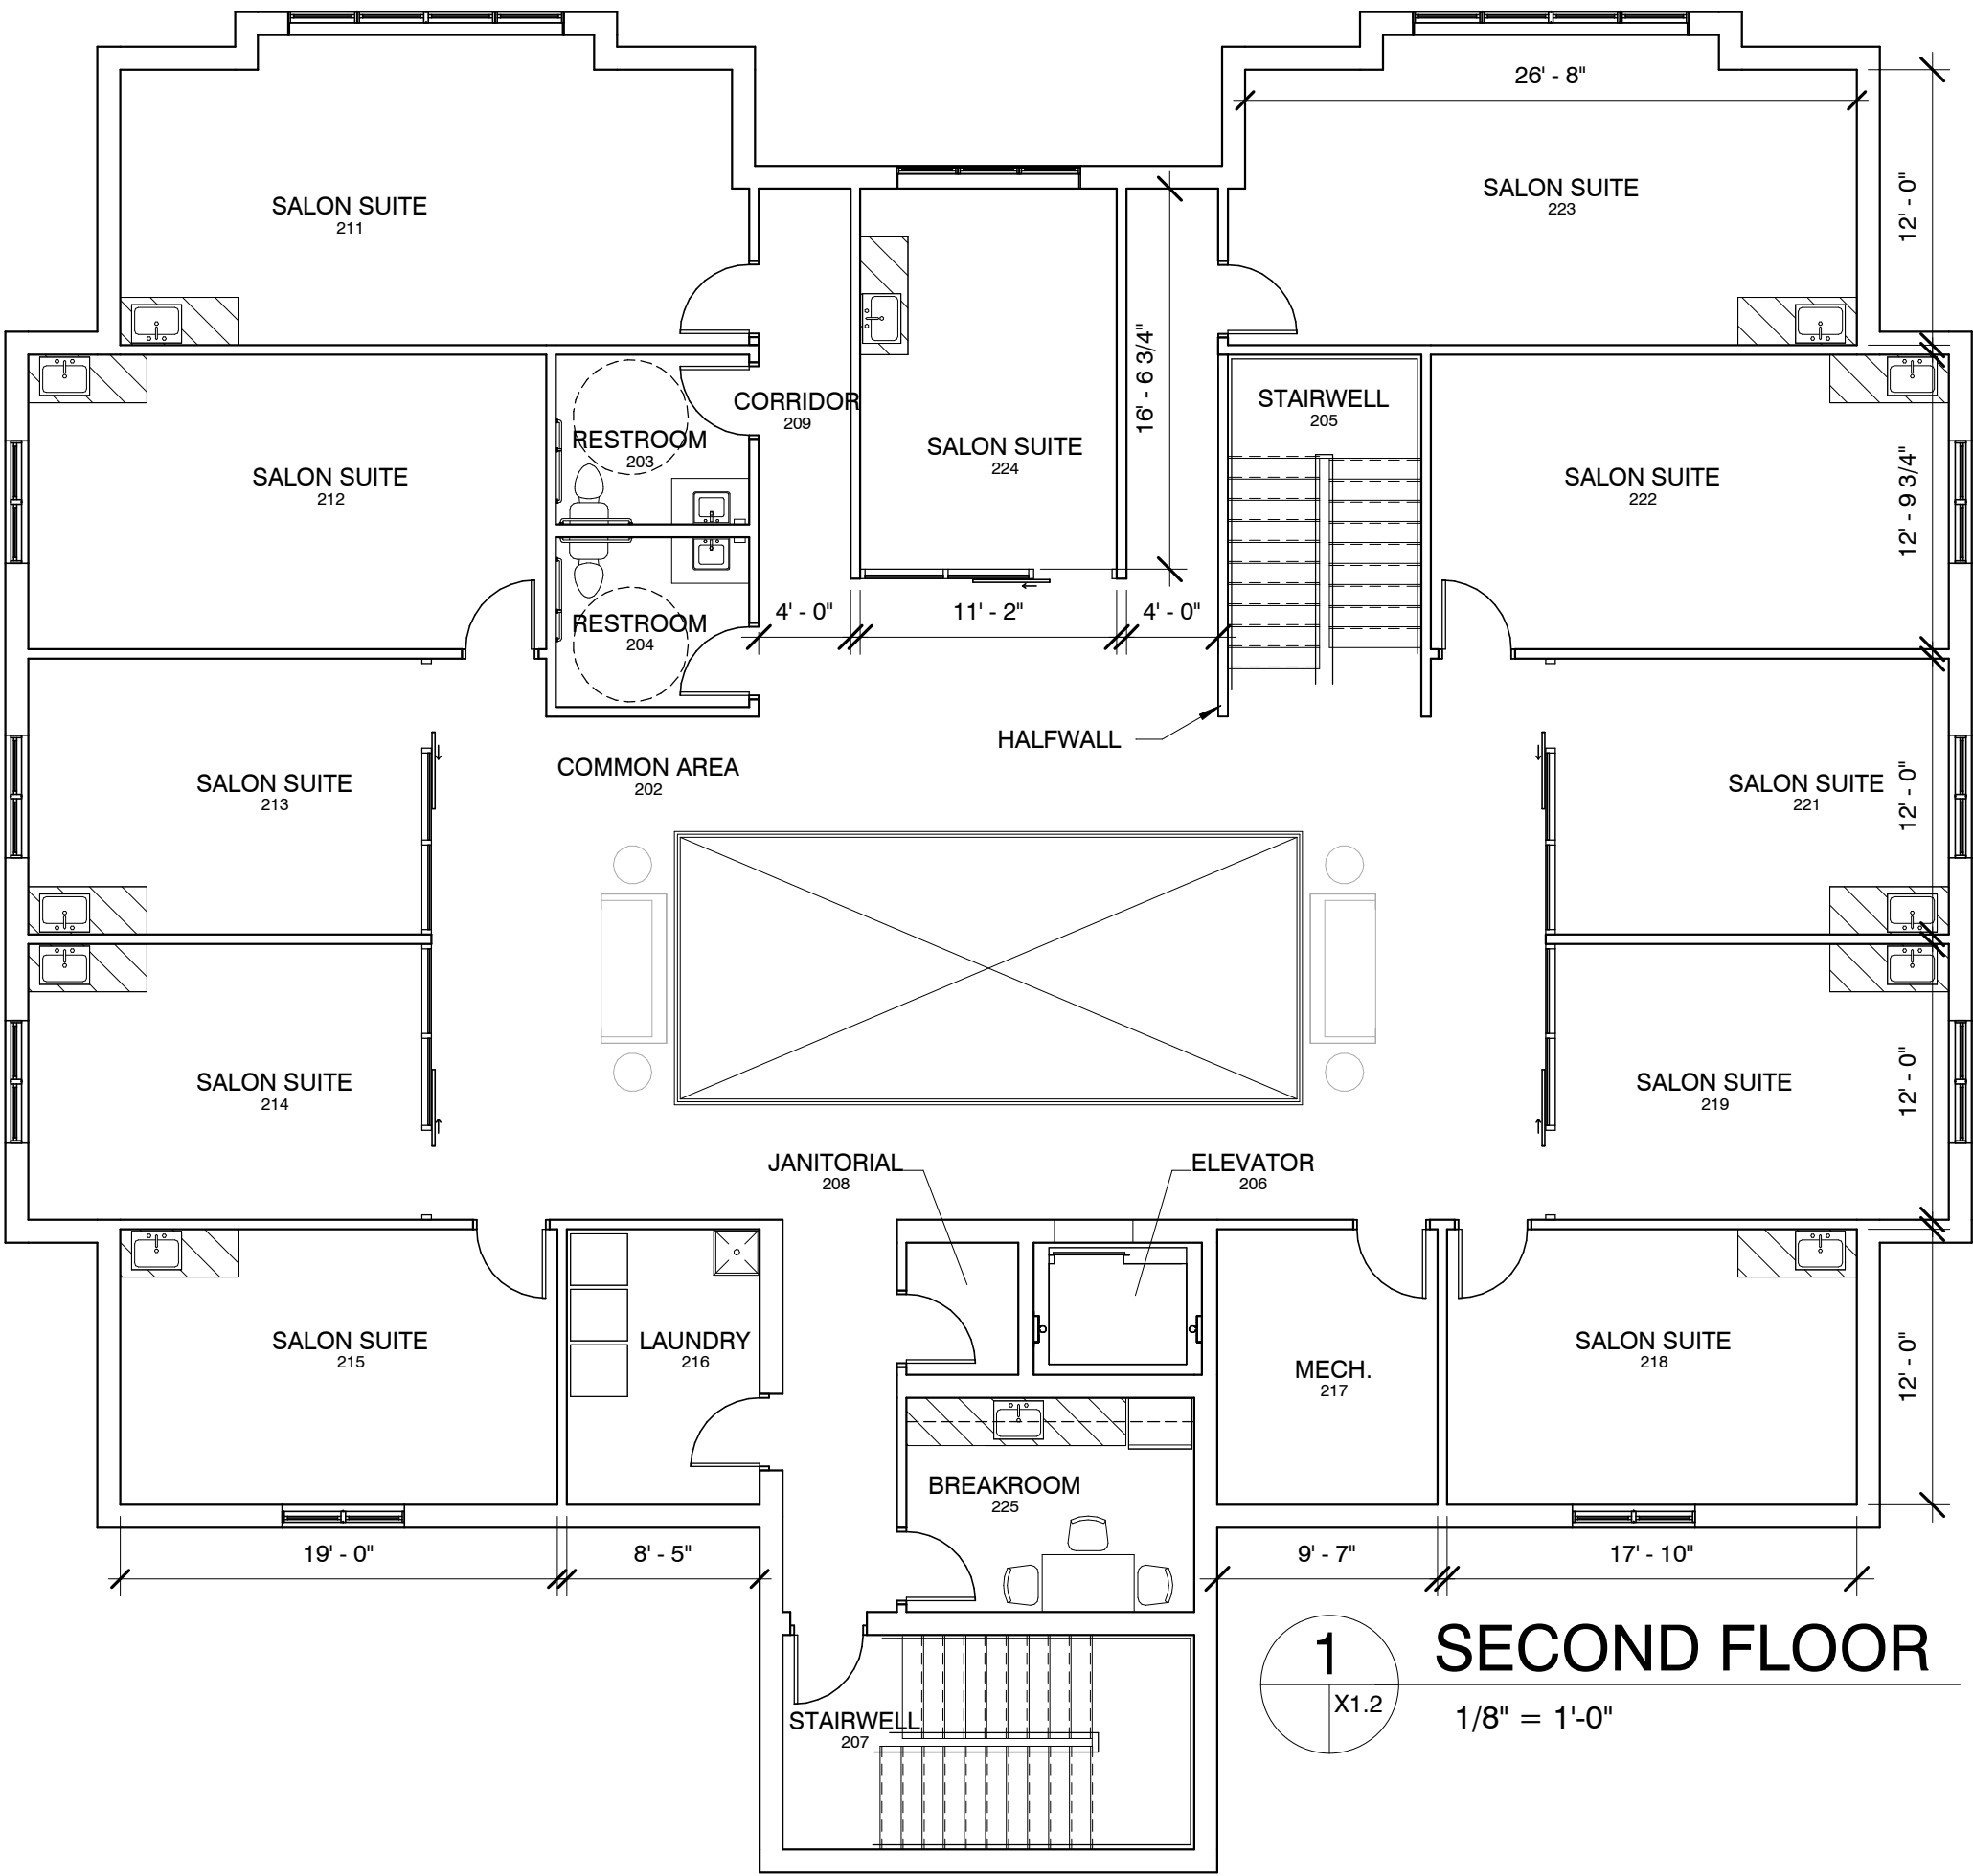 26' - 8"
SALON SUITE
211
SALON SUITE
223
12' - 0"
CORRIDOR
209
SALON SUITE
224
16' - 6 3/4"
STAIRWELL
205
RESTROOM
203
SALON SUITE
212
SALON SUITE
222
12' - 9 3/4"
RESTROOM
204
4' - 0"
11' - 2"
4' - 0"
HALFWALL
COMMON AREA
202
SALON SUITE
213
SALON SUITE
221
12' - 0"
SALON SUITE
214
SALON SUITE
219
12' - 0"
JANITORIAL
208
ELEVATOR
206
SALON SUITE
215
LAUNDRY
216
MECH.
217
SALON SUITE
218
12' - 0"
BREAKROOM
225
19' - 0"
8' - 5"
9' - 7"
17' - 10"
STAIRWELL
207
1
X1.2
SECOND FLOOR
1/8" = 1'-0"